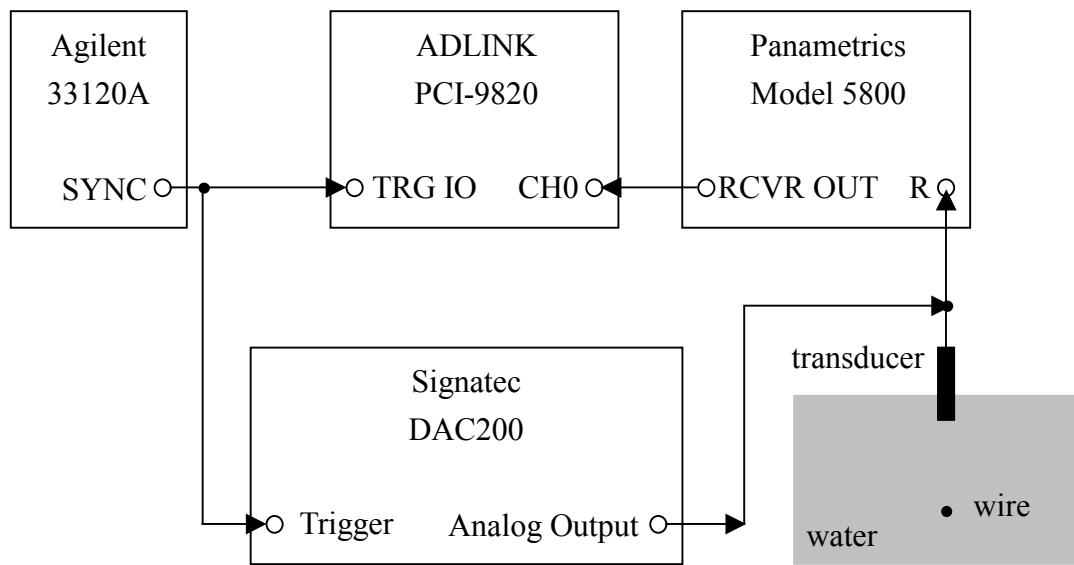 Agilent
33120A
SYNC
ADLINK
PCI-9820
TRG IO
CH0
Panametrics
Model 5800
RCVR OUT
R
Signatec
DAC200
Trigger
Analog Output
transducer
wire
water